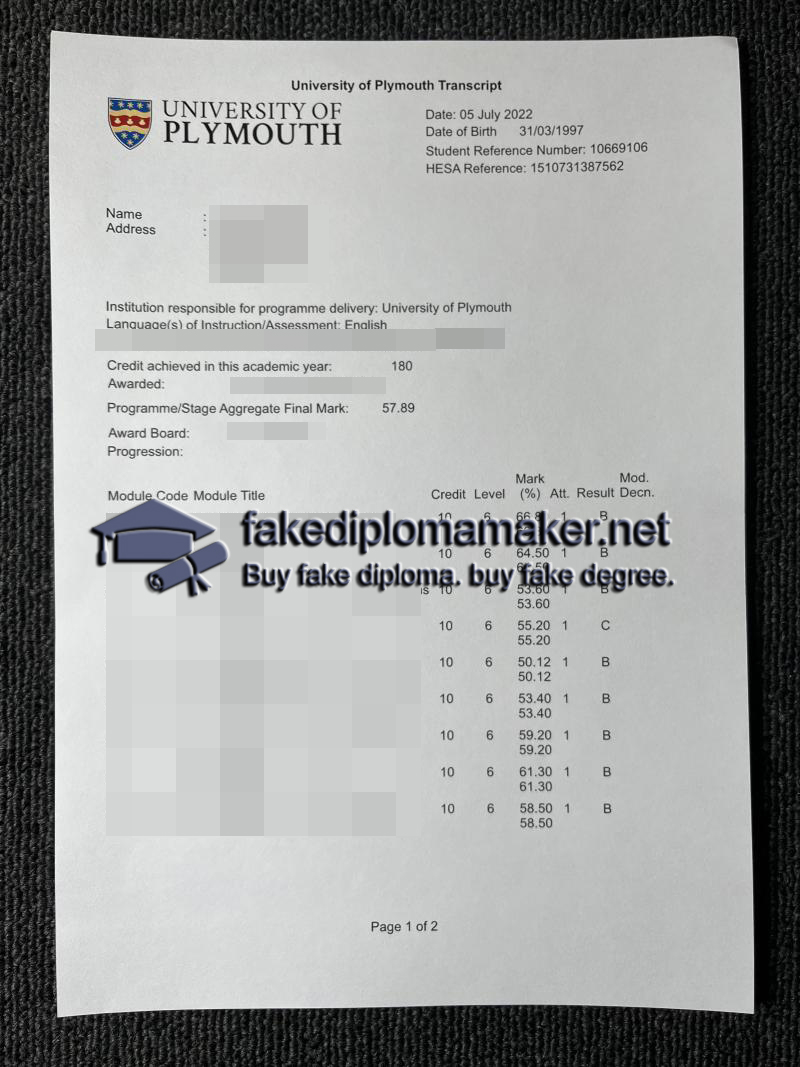 University of Plymouth Transcript
UNIVERSITY OF
PLYMOUTH
Date: 05 July 2022
Date of Birth 31/03/1997
Student Reference Number: 10669106
HESA Reference: 1510731387562
Name :
Address :
Institution responsible for programme delivery: University of Plymouth
Language(s) of Instruction/Assessment: English
Credit achieved in this academic year: 180
Awarded:
Programme/Stage Aggregate Final Mark: 57.89
Award Board:
Progression:
Module Code Module Title Credit Level Mark (%) Att. Result Mod. Decn.
10 6 1 B
fakediplomamaker.net
10 6 64.50 1 B
Buy fake diploma. buy fake degree.
10 6 53.60 1 B
53.60
10 6 55.20 1 C
55.20
10 6 50.12 1 B
50.12
10 6 53.40 1 B
53.40
10 6 59.20 1 B
59.20
10 6 61.30 1 B
61.30
10 6 58.50 1 B
58.50
Page 1 of 2